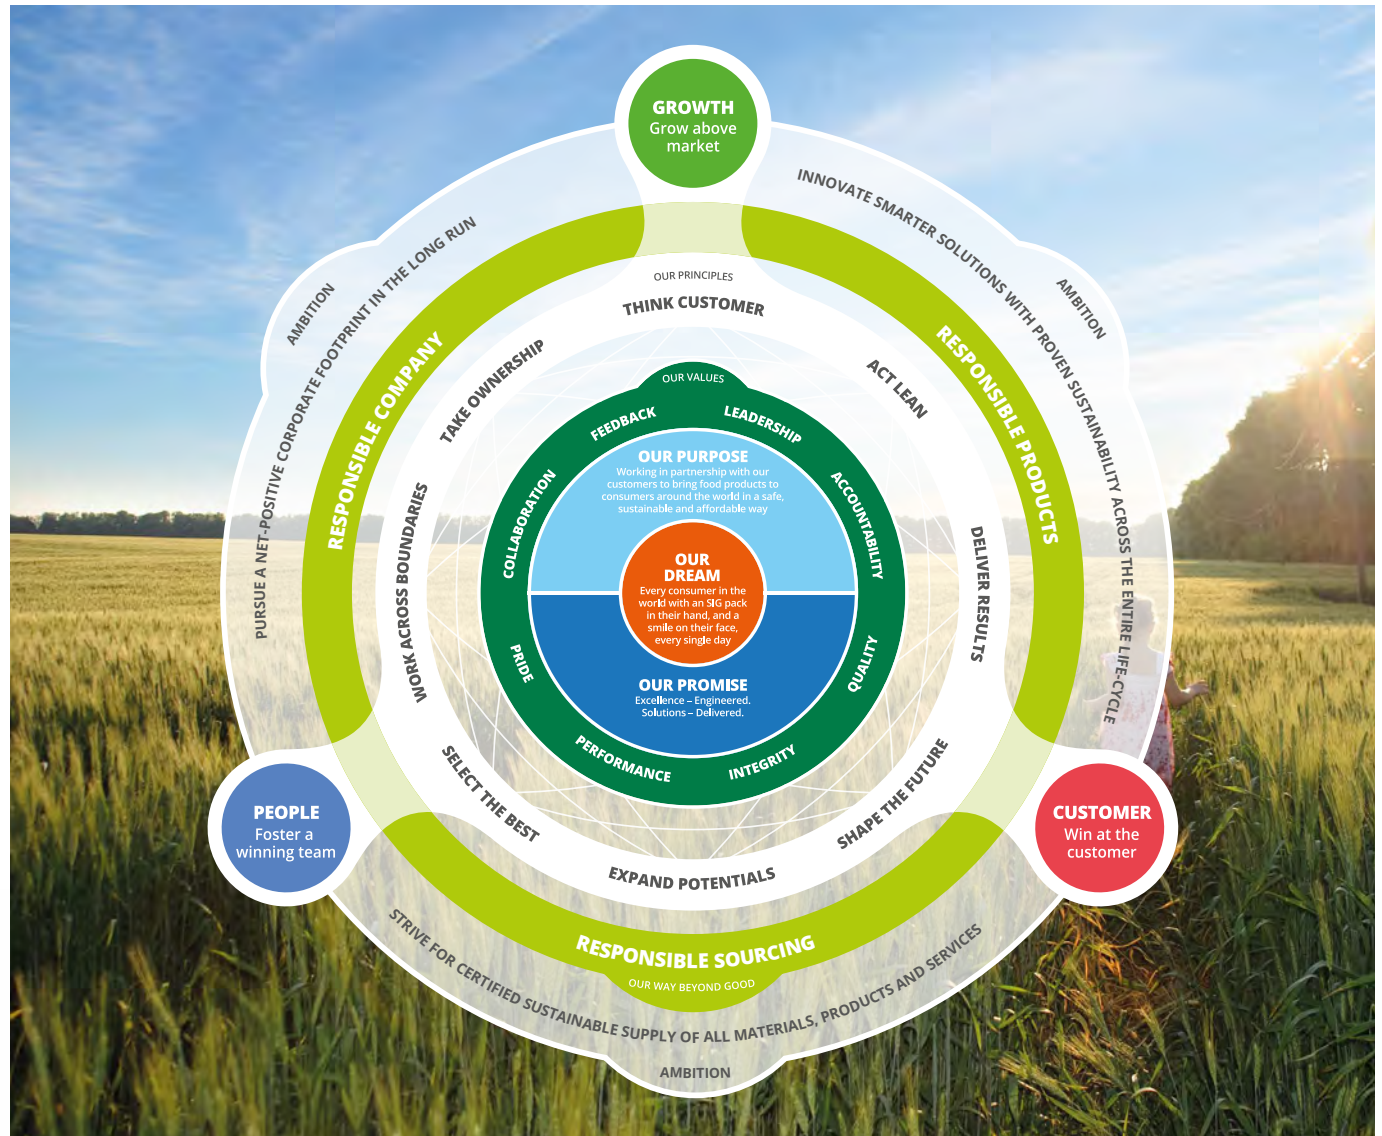 GROWTH
Grow above
market
INNOVATE SMARTER SOLUTIONS WITH PROVEN SUSTAINABILITY ACROSS THE ENTIRE LIFE-CYCLE
AMBITION
PURSUE A NET-POSITIVE CORPORATE FOOTPRINT IN THE LONG RUN
AMBITION
RESPONSIBLE COMPANY
RESPONSIBLE PRODUCTS
OUR PRINCIPLES
THINK CUSTOMER
ACT LEAN
DELIVER RESULTS
SHAPE THE FUTURE
EXPAND POTENTIALS
SELECT THE BEST
WORK ACROSS BOUNDARIES
TAKE OWNERSHIP
OUR VALUES
LEADERSHIP
ACCOUNTABILITY
QUALITY
INTEGRITY
PERFORMANCE
PRIDE
COLLABORATION
FEEDBACK
OUR PURPOSE
Working in partnership with our
customers to bring food products to
consumers around the world in a safe,
sustainable and affordable way
OUR
DREAM
Every consumer in the
world with an SIG pack
in their hand, and a
smile on their face,
every single day
OUR PROMISE
Excellence – Engineered.
Solutions – Delivered.
PEOPLE
Foster a
winning team
CUSTOMER
Win at the
customer
RESPONSIBLE SOURCING
OUR WAY BEYOND GOOD
STRIVE FOR CERTIFIED SUSTAINABLE SUPPLY OF ALL MATERIALS, PRODUCTS AND SERVICES
AMBITION